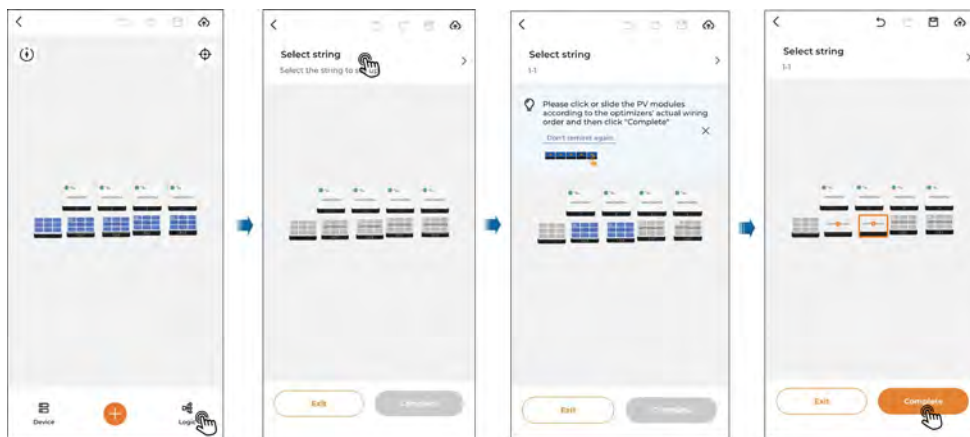 Device
Logic
Select string
Select the string to set up
Exit
Complete
Select string
1-1
Please click or slide the PV modules
according to the optimizers' actual wiring
order and then click "Complete"
Don't remind again
Exit
Complete
Select string
1-1
Exit
Complete